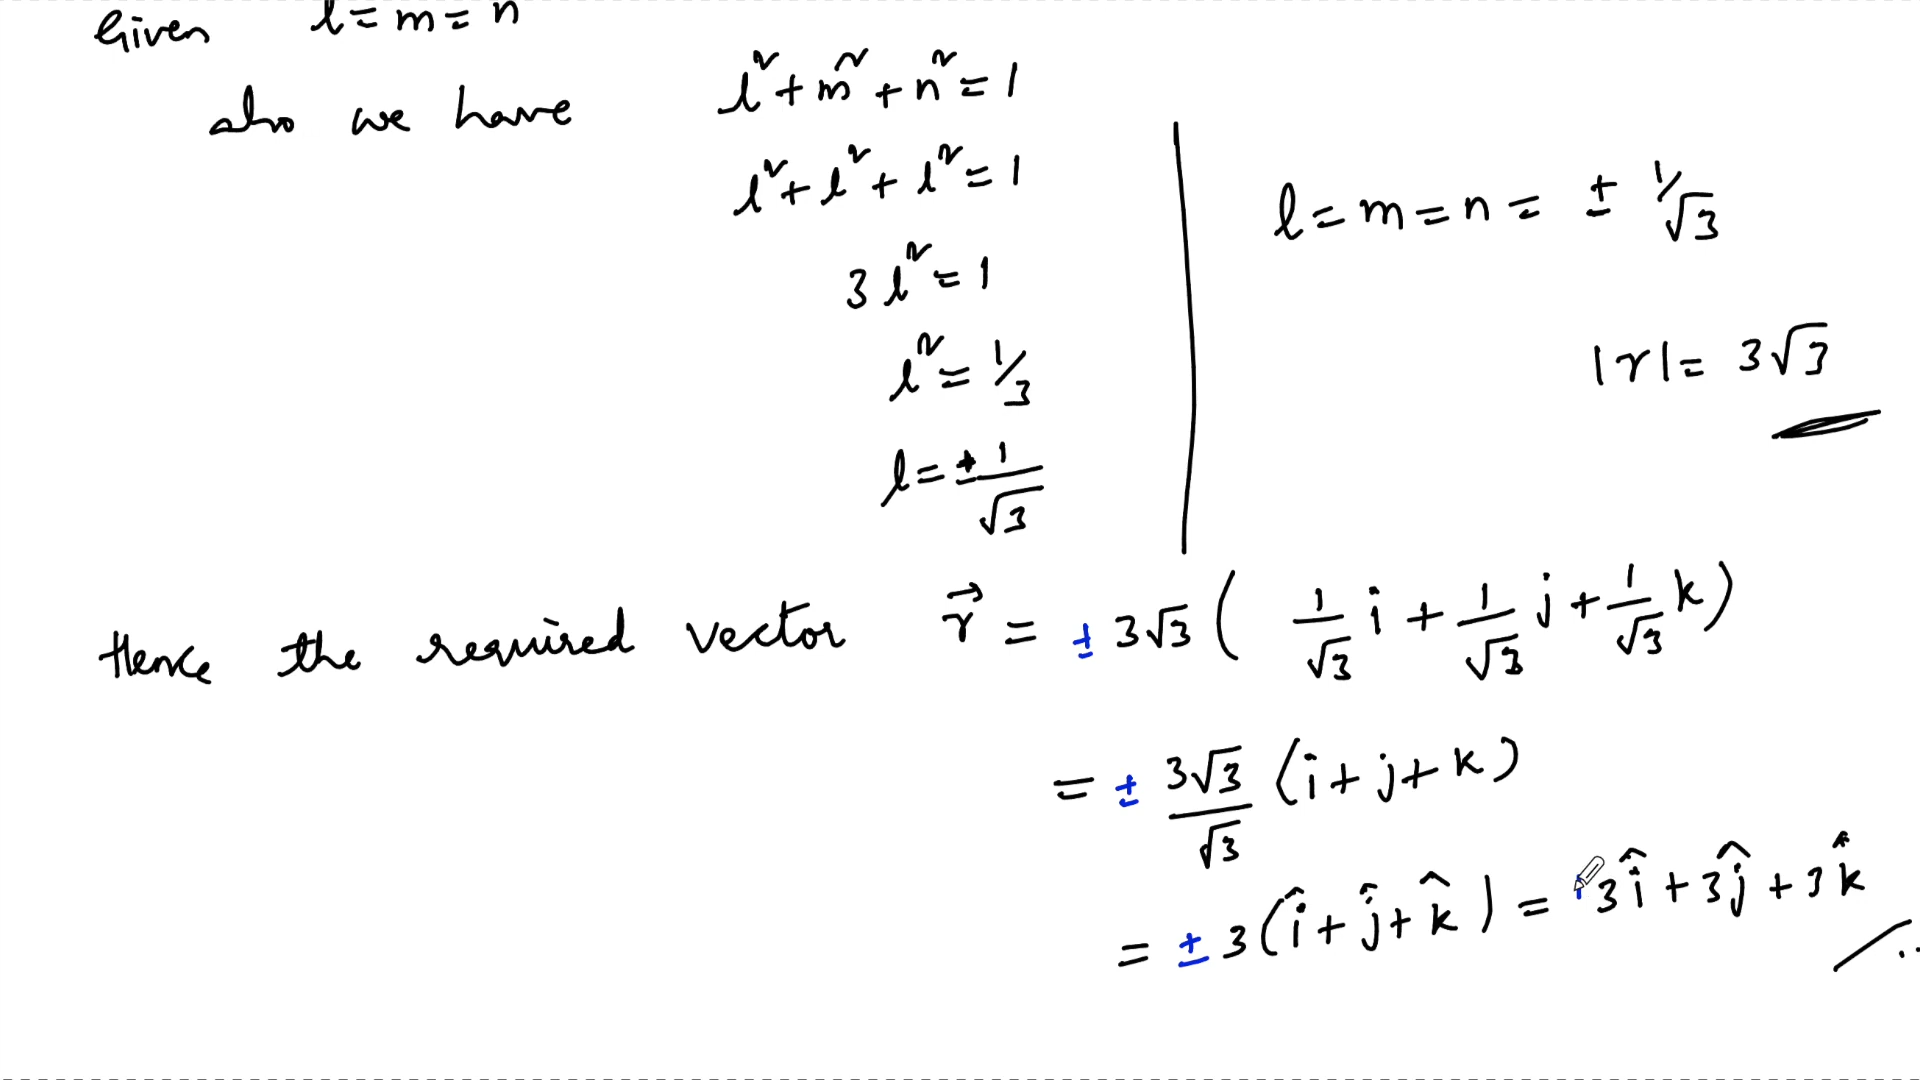 Given l = m = n
also we have l² + m² + n² = 1
l² + l² + l² = 1
3l² = 1
l² = 1/3
l = ± 1/√3
l = m = n = ± 1/√3
|r| = 3√3
Hence the required vector r⃗ = ± 3√3 ( 1/√3 i + 1/√3 j + 1/√3 k )
= ± 3√3/√3 (i + j + k)
= ± 3(î + ĵ + k̂) = 3î + 3ĵ + 3k̂